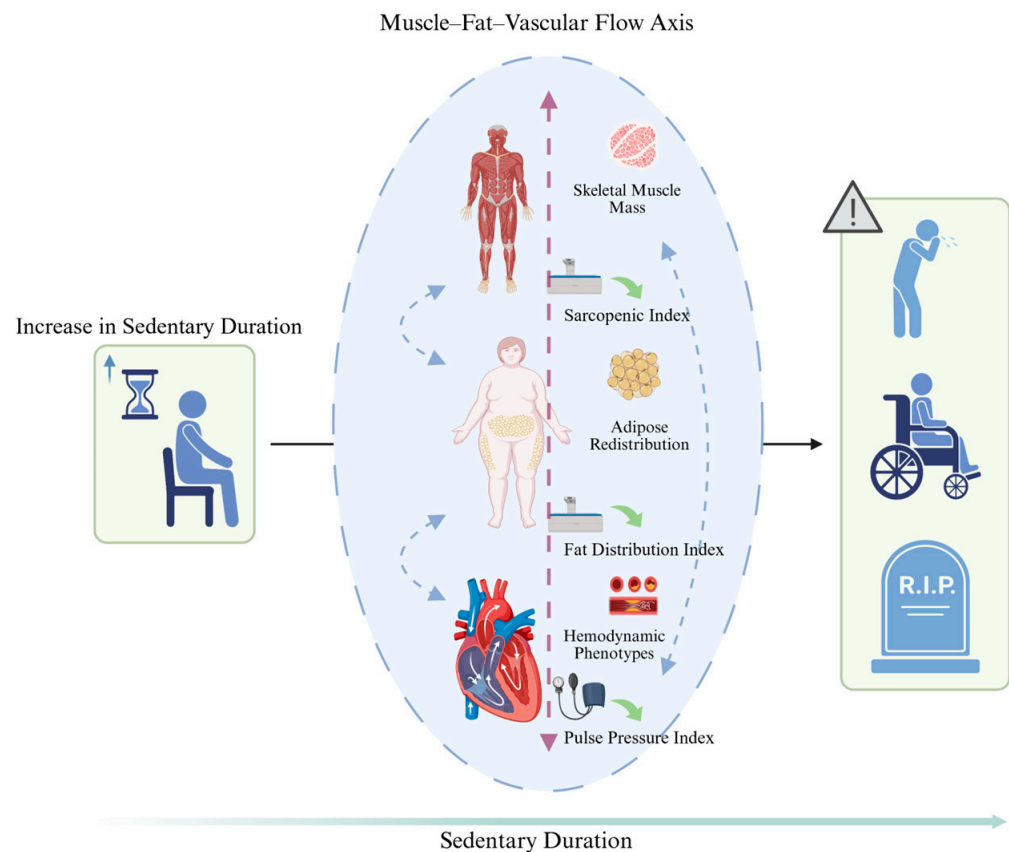 Muscle–Fat–Vascular Flow Axis
Skeletal Muscle
Mass
Sarcopenic Index
Increase in Sedentary Duration
Adipose
Redistribution
Fat Distribution Index
Hemodynamic
Phenotypes
Pulse Pressure Index
!
R.I.P.
Sedentary Duration